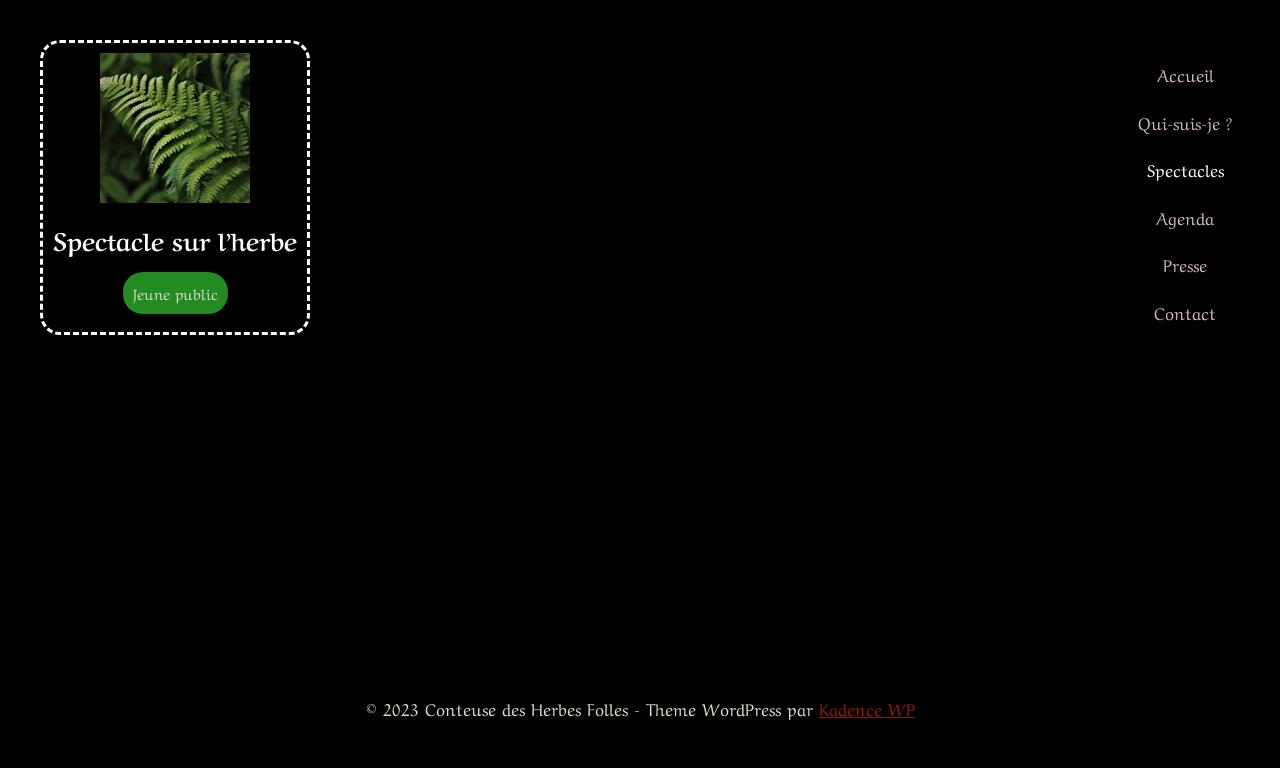 Spectacle sur l’herbe
Jeune public
Accueil
Qui-suis-je ?
Spectacles
Agenda
Presse
Contact
© 2023 Conteuse des Herbes Folles - Theme WordPress par Kadence WP